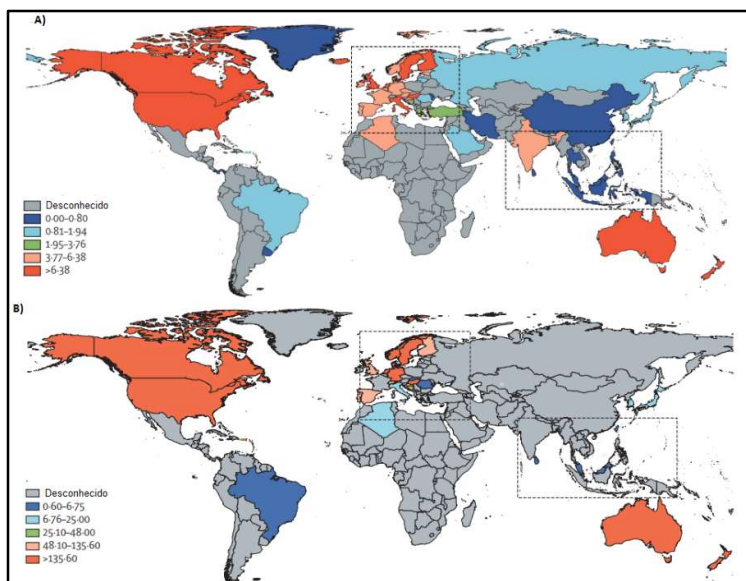 A)
Desconhecido
0·00–0·80
0·81–1·94
1·95–3·76
3·77–6·38
>6·38
B)
Desconhecido
0·60–6·75
6·76–25·00
25·10–48·00
48·10–135·60
>135·60